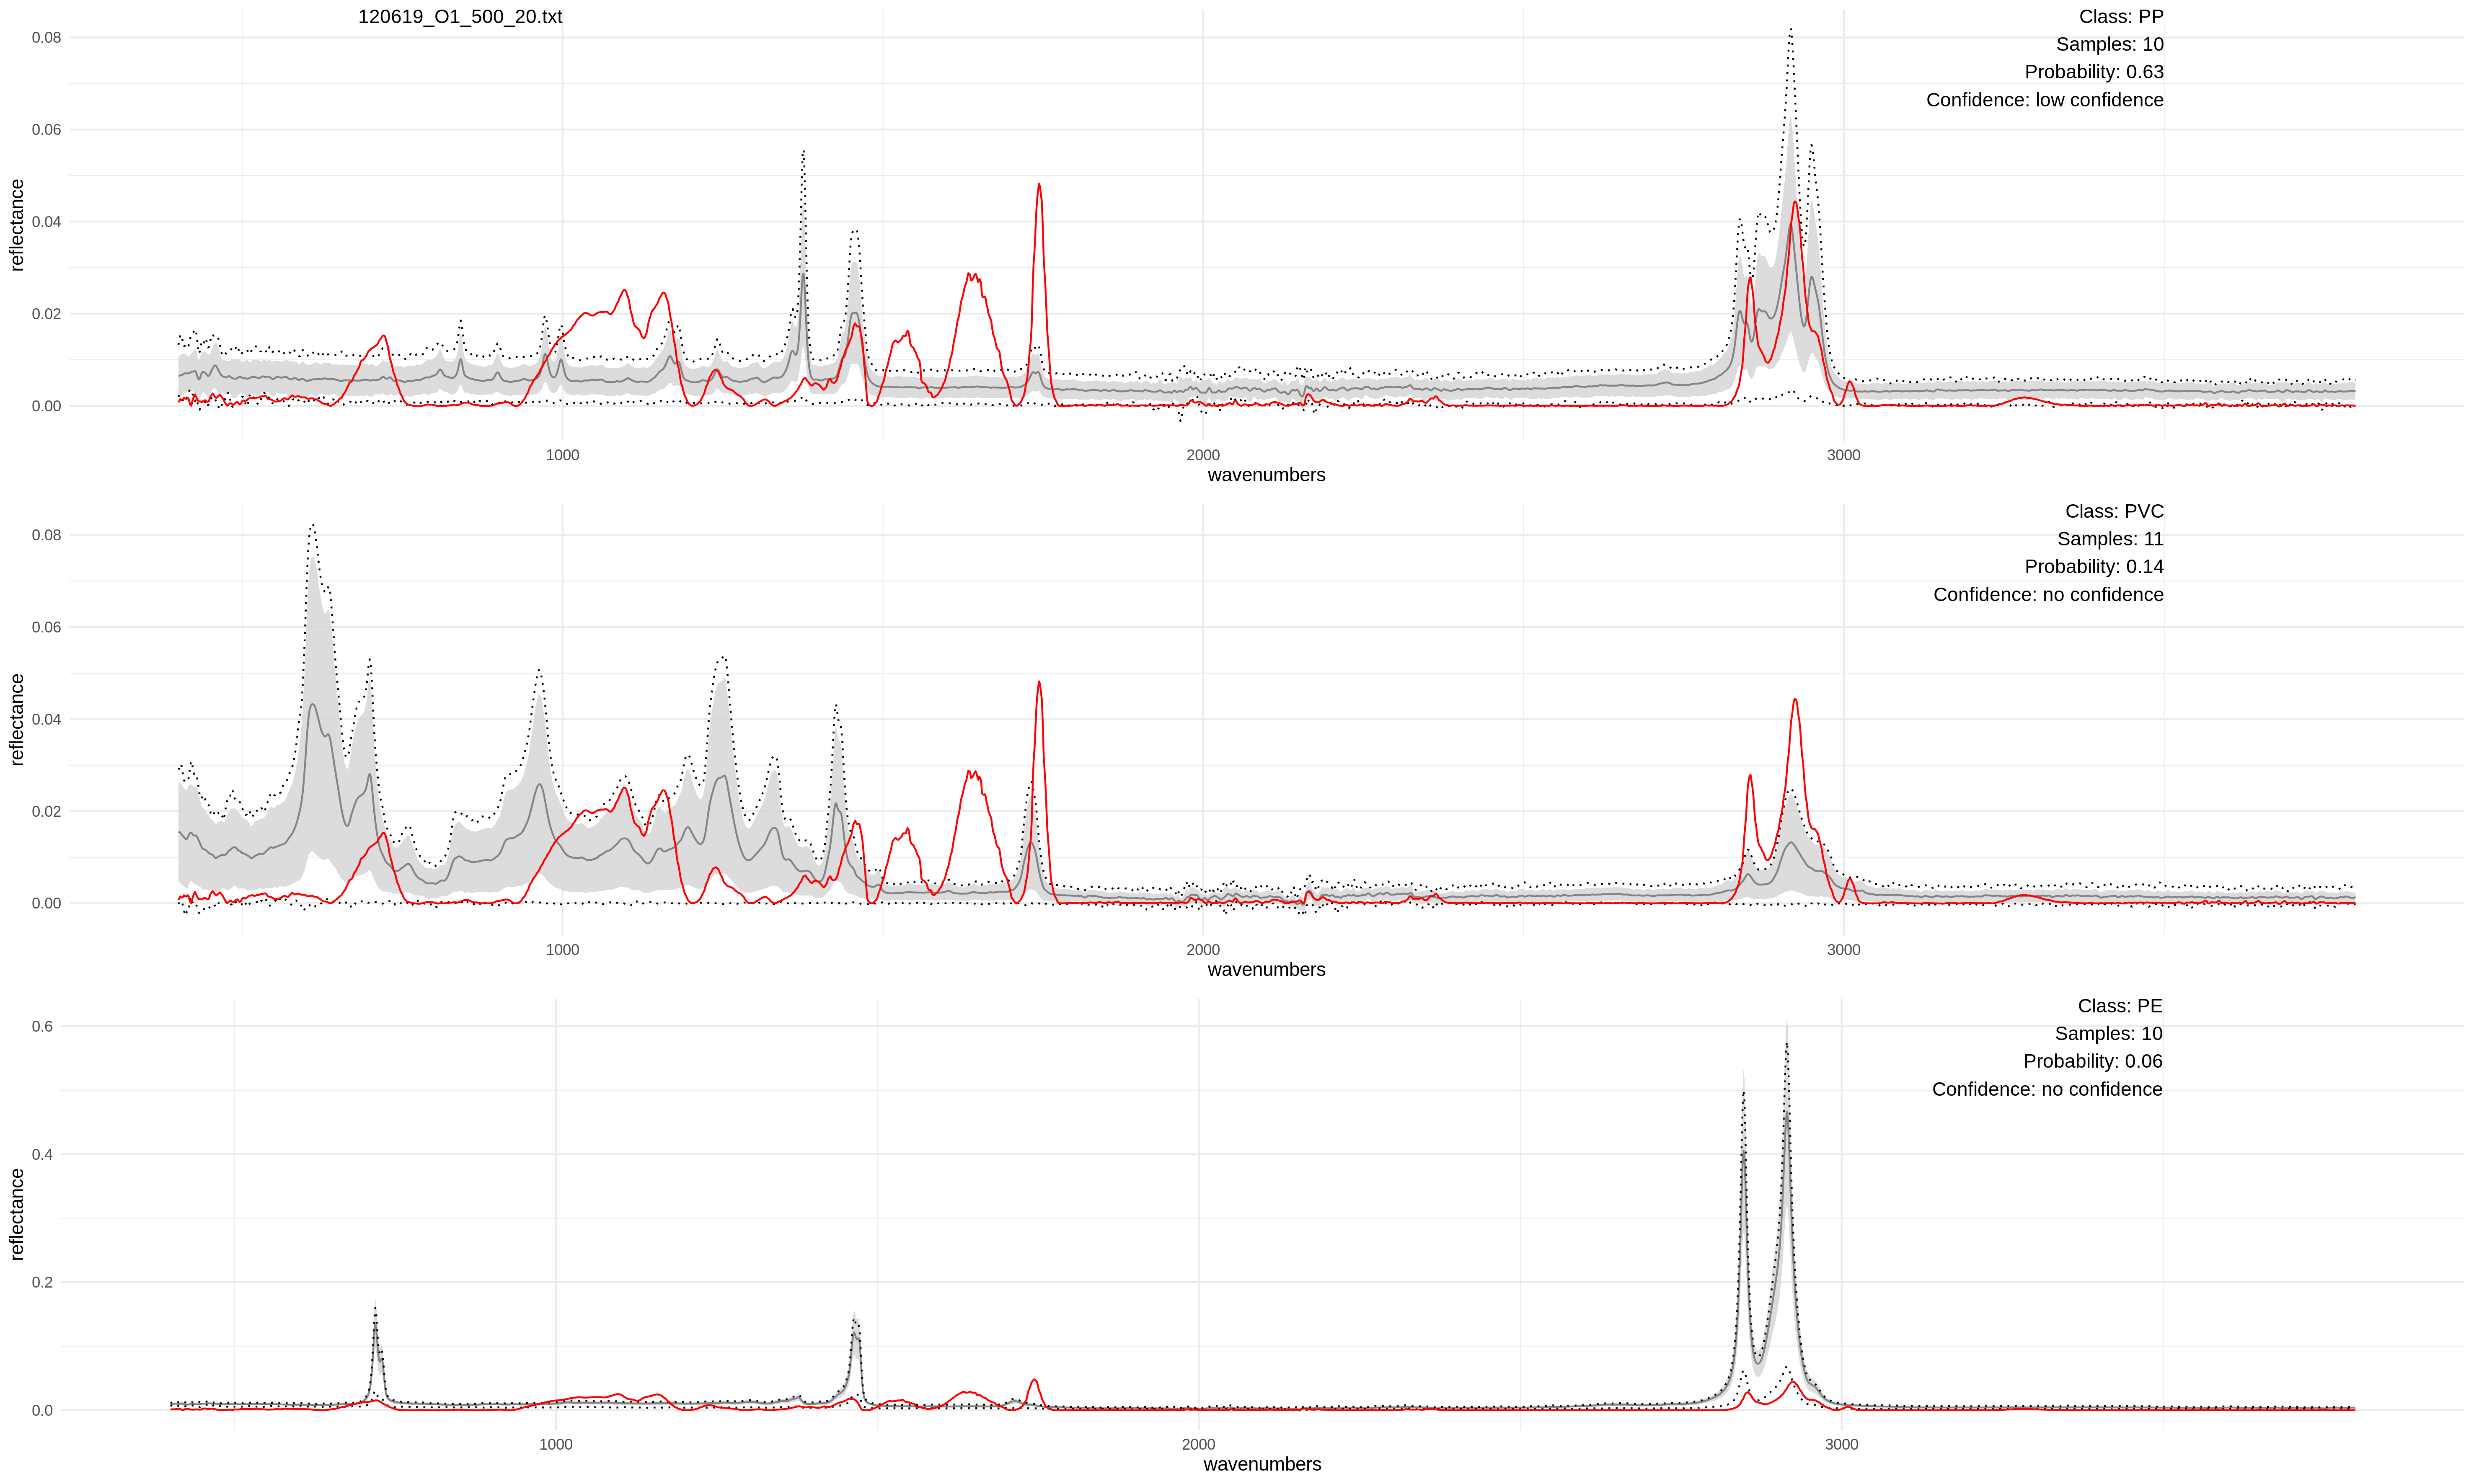 120619_O1_500_20.txt
Class: PP
Samples: 10
Probability: 0.63
Confidence: low confidence
0.08
0.06
0.04
0.02
0.00
reflectance
1000 2000 3000
wavenumbers
Class: PVC
Samples: 11
Probability: 0.14
Confidence: no confidence
0.08
0.06
0.04
0.02
0.00
reflectance
1000 2000 3000
wavenumbers
Class: PE
Samples: 10
Probability: 0.06
Confidence: no confidence
0.6
0.4
0.2
0.0
reflectance
1000 2000 3000
wavenumbers